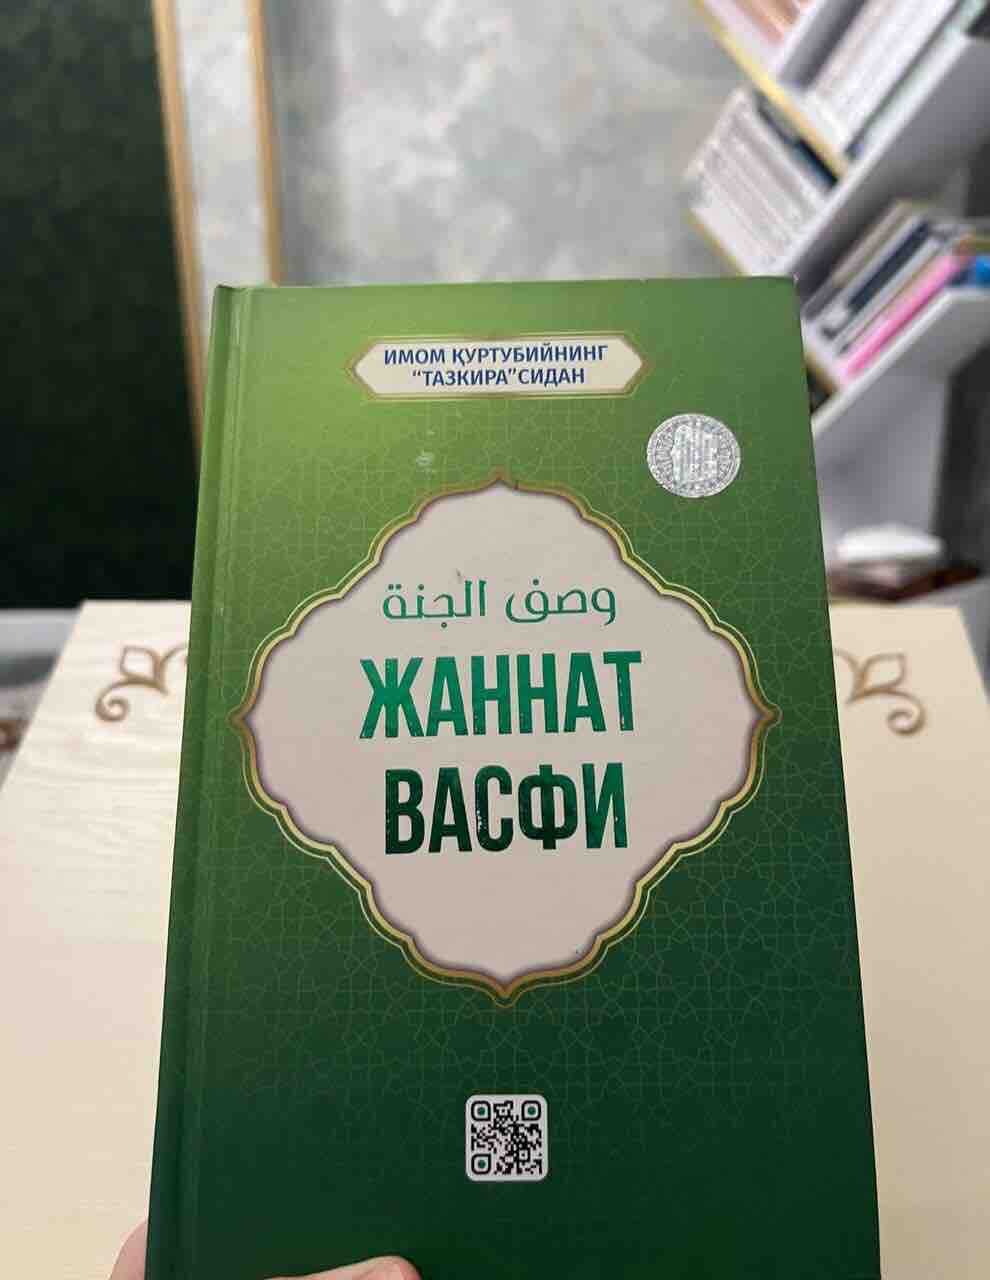 ИМОМ ҚУРТУБИЙНИНГ
“ТАЗКИРА”СИДАН
وصف الجنة
ЖАННАТ
ВАСФИ